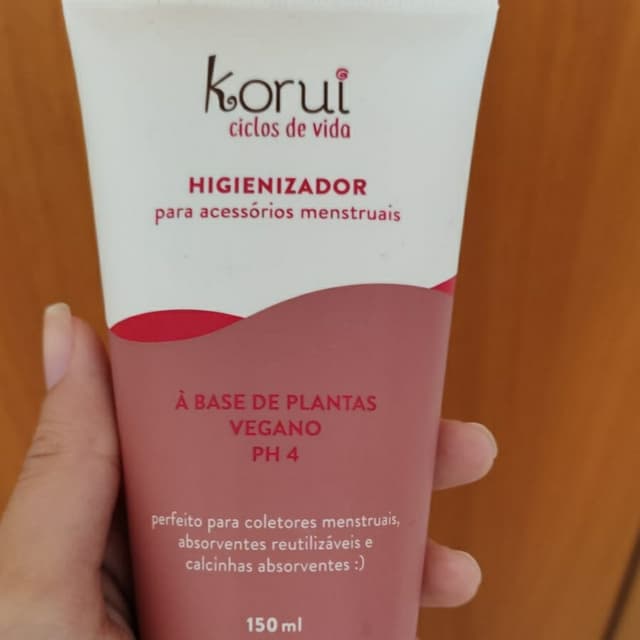 korui
ciclos de vida
HIGIENIZADOR
para acessórios menstruais
À BASE DE PLANTAS
VEGANO
PH 4
perfeito para coletores menstruais,
absorventes reutilizáveis e
calcinhas absorventes :)
150 ml